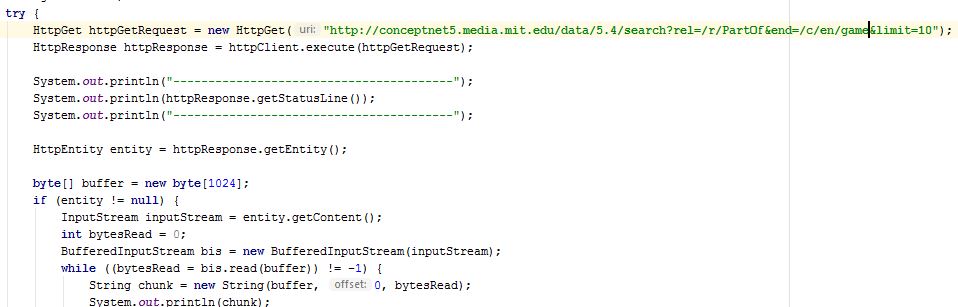 try {
HttpGet httpGetRequest = new HttpGet( uri: "http://conceptnet5.media.mit.edu/data/5.4/search?rel=/r/PartOf&end=/c/en/game&limit=10");
HttpResponse httpResponse = httpClient.execute(httpGetRequest);
System.out.println("----------------------------------------");
System.out.println(httpResponse.getStatusLine());
System.out.println("----------------------------------------");
HttpEntity entity = httpResponse.getEntity();
byte[] buffer = new byte[1024];
if (entity != null) {
InputStream inputStream = entity.getContent();
int bytesRead = 0;
BufferedInputStream bis = new BufferedInputStream(inputStream);
while ((bytesRead = bis.read(buffer)) != -1) {
String chunk = new String(buffer, offset: 0, bytesRead);
System.out.println(chunk);